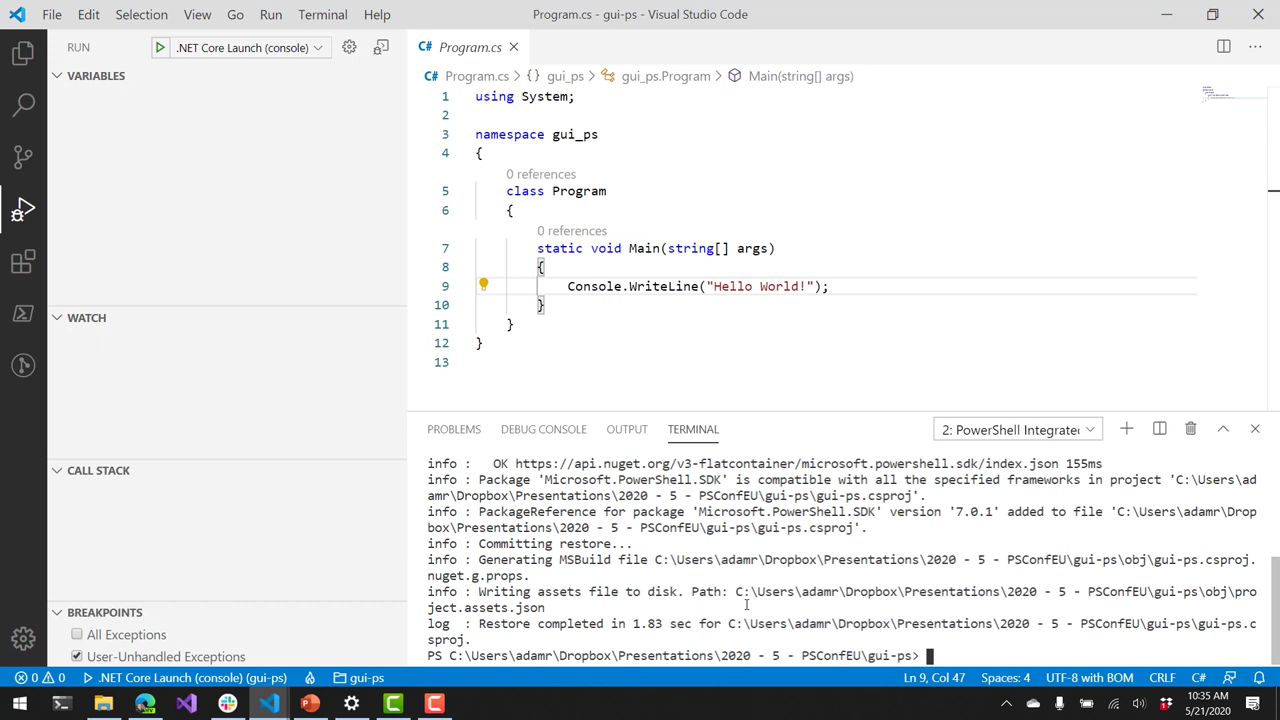 File Edit Selection View Go Run Terminal Help
Program.cs - gui-ps - Visual Studio Code
RUN
.NET Core Launch (console)
C# Program.cs
VARIABLES
C# Program.cs > {} gui_ps > gui_ps.Program > Main(string[] args)
1 using System;
2
3 namespace gui_ps
4 {
0 references
5 class Program
6 {
0 references
7 static void Main(string[] args)
8 {
9 Console.WriteLine("Hello World!");
10 }
11 }
12 }
13
WATCH
CALL STACK
BREAKPOINTS
All Exceptions
User-Unhandled Exceptions
PROBLEMS DEBUG CONSOLE OUTPUT TERMINAL
2: PowerShell Integrated
info : OK https://api.nuget.org/v3-flatcontainer/microsoft.powershell.sdk/index.json 155ms
info : Package 'Microsoft.PowerShell.SDK' is compatible with all the specified frameworks in project 'C:\Users\ad
amr\Dropbox\Presentations\2020 - 5 - PSConfEU\gui-ps\gui-ps.csproj'.
info : PackageReference for package 'Microsoft.PowerShell.SDK' version '7.0.1' added to file 'C:\Users\adamr\Drop
box\Presentations\2020 - 5 - PSConfEU\gui-ps\gui-ps.csproj'.
info : Committing restore...
info : Generating MSBuild file C:\Users\adamr\Dropbox\Presentations\2020 - 5 - PSConfEU\gui-ps\obj\gui-ps.csproj.
nuget.g.props.
info : Writing assets file to disk. Path: C:\Users\adamr\Dropbox\Presentations\2020 - 5 - PSConfEU\gui-ps\obj\pro
ject.assets.json
log : Restore completed in 1.83 sec for C:\Users\adamr\Dropbox\Presentations\2020 - 5 - PSConfEU\gui-ps\gui-ps.c
sproj.
PS C:\Users\adamr\Dropbox\Presentations\2020 - 5 - PSConfEU\gui-ps>
0 0 .NET Core Launch (console) (gui-ps) gui-ps
Ln 9, Col 47 Spaces: 4 UTF-8 with BOM CRLF C#
10:35 AM
5/21/2020